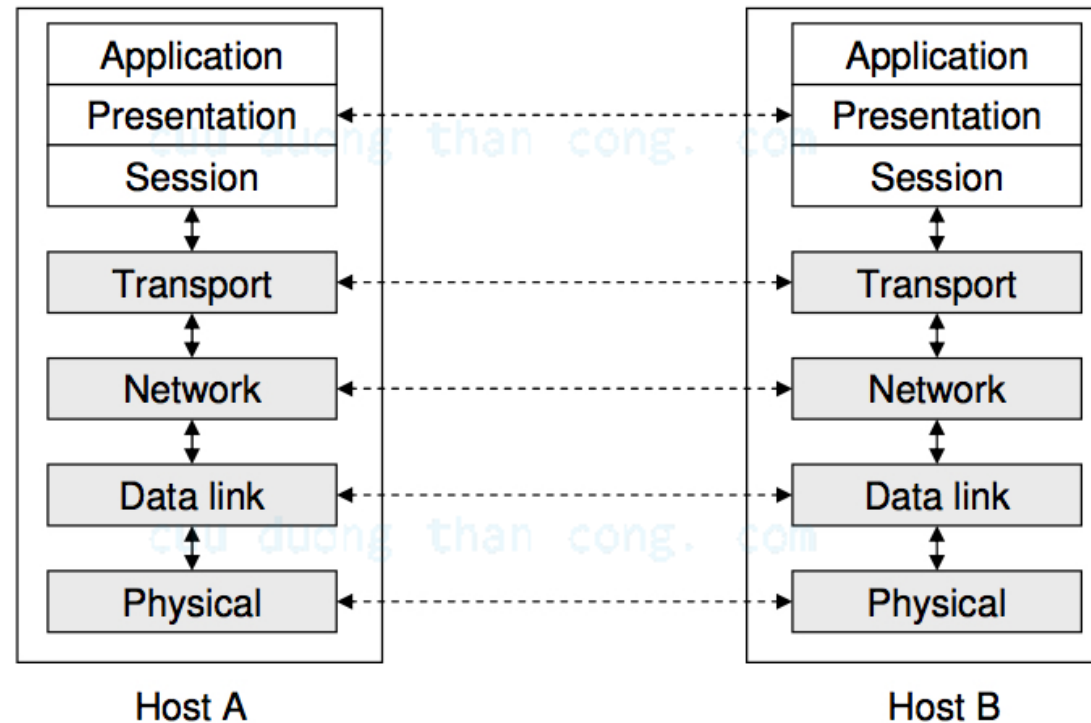 Application
Presentation
Session
Transport
Network
Data link
Physical
Host A
Application
Presentation
Session
Transport
Network
Data link
Physical
Host B
cuu duong than cong. com
cuu duong than cong. com